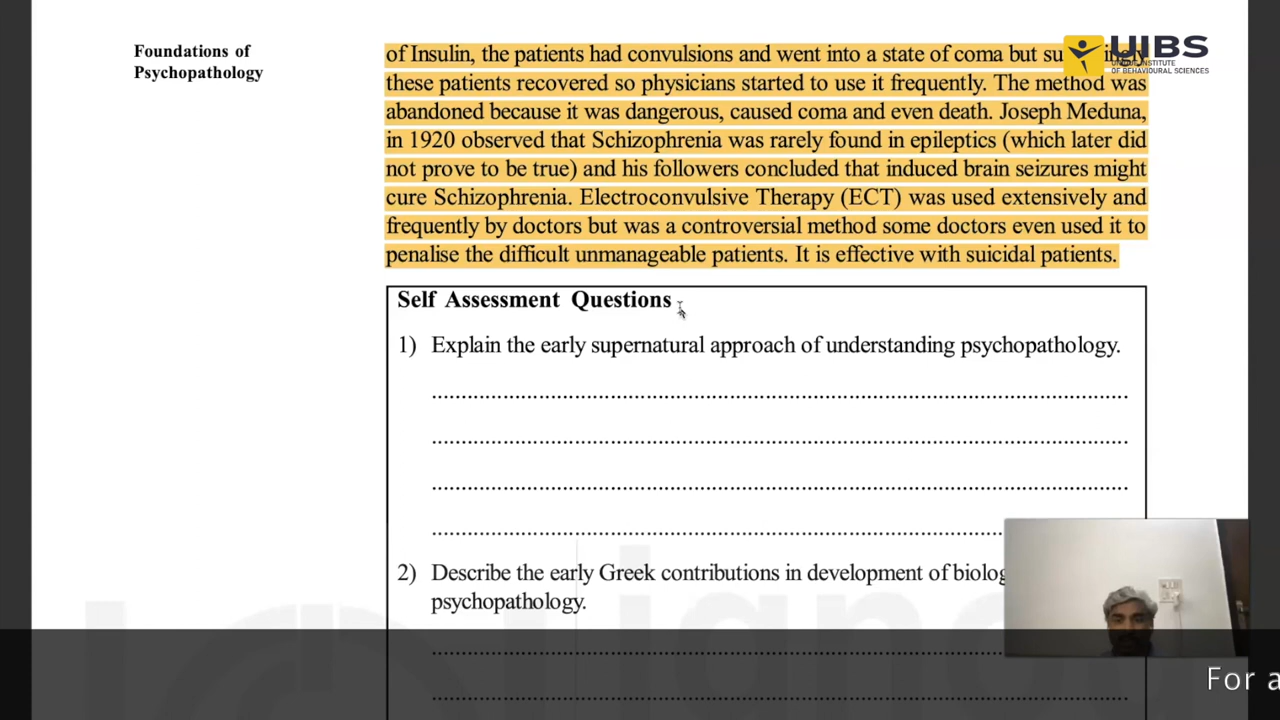 Foundations of
Psychopathology
UIBS
INSTITUTE
OF BEHAVIOURAL SCIENCES
of Insulin, the patients had convulsions and went into a state of coma but
these patients recovered so physicians started to use it frequently. The method was
abandoned because it was dangerous, caused coma and even death. Joseph Meduna,
in 1920 observed that Schizophrenia was rarely found in epileptics (which later did
not prove to be true) and his followers concluded that induced brain seizures might
cure Schizophrenia. Electroconvulsive Therapy (ECT) was used extensively and
frequently by doctors but was a controversial method some doctors even used it to
penalise the difficult unmanageable patients. It is effective with suicidal patients.
Self Assessment Questions
1) Explain the early supernatural approach of understanding psychopathology.
2) Describe the early Greek contributions in development of biolog
psychopathology.
ignou
For a